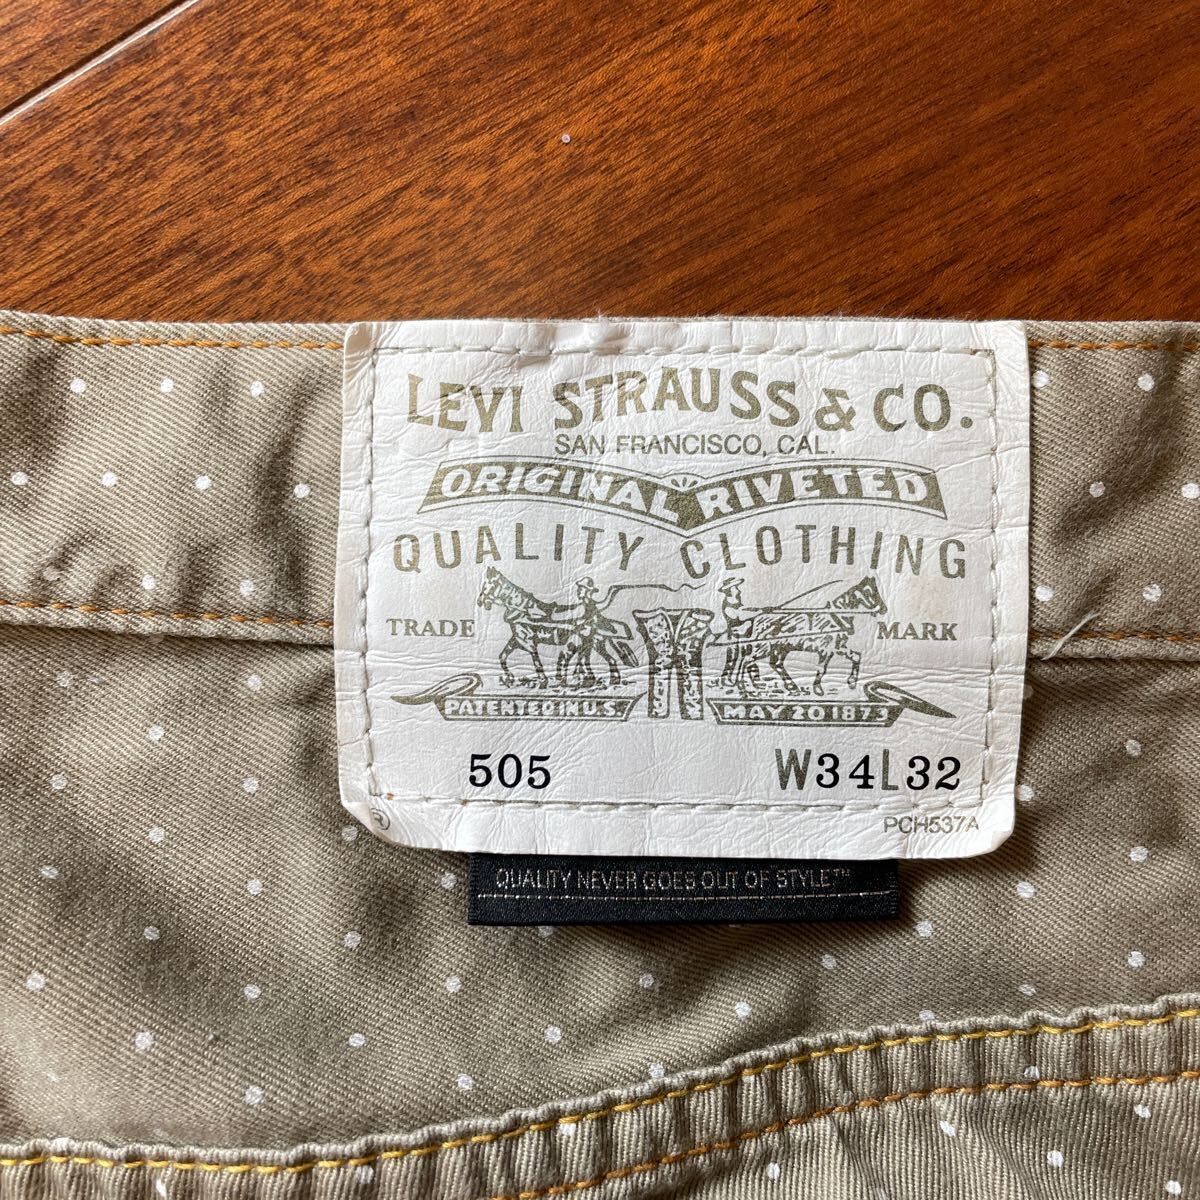 LEVI STRAUSS & CO.
SAN FRANCISCO, CAL.
ORIGINAL RIVETED
QUALITY CLOTHING
TRADE MARK
PATENTED IN U.S. MAY 20 1873
505 W34L32
® PCH537A
QUALITY NEVER GOES OUT OF STYLE™